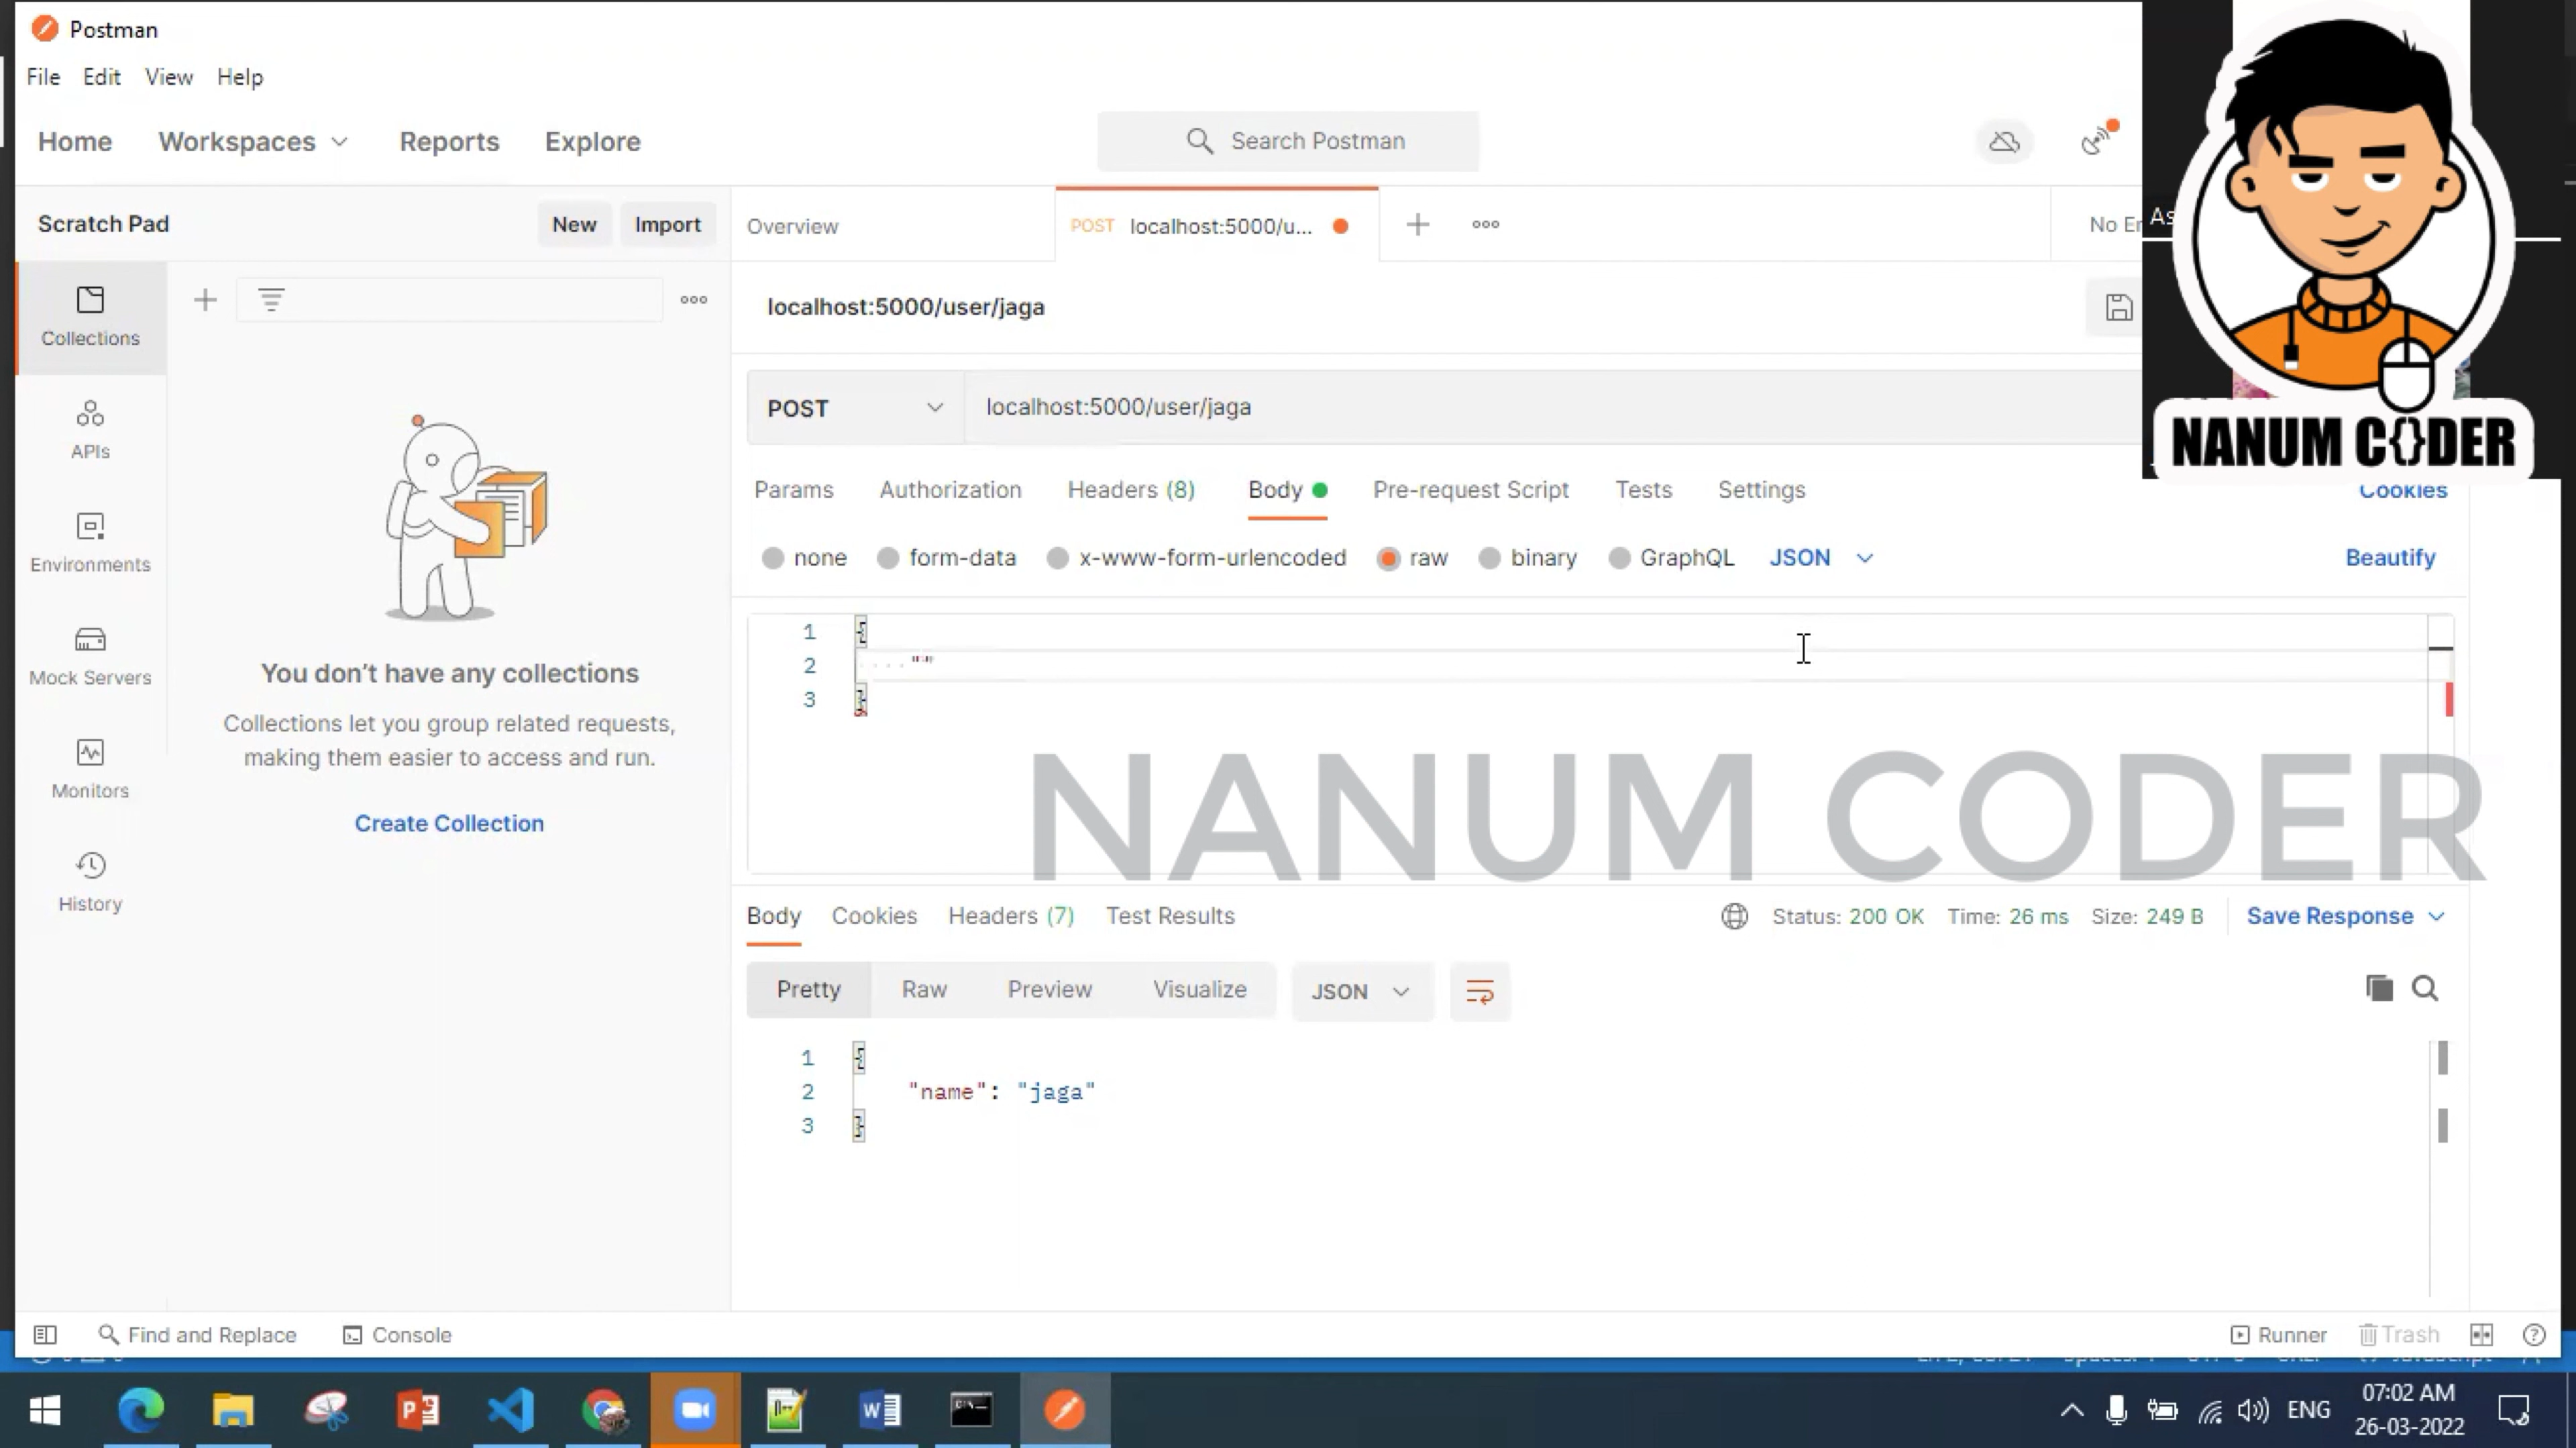 Postman
File Edit View Help
Home Workspaces Reports Explore
Search Postman
Scratch Pad New Import
Overview POST localhost:5000/u...
No En
As
Collections
localhost:5000/user/jaga
POST localhost:5000/user/jaga
NANUM C{}DER
APIs
Params Authorization Headers (8) Body Pre-request Script Tests Settings
Cookies
none form-data x-www-form-urlencoded raw binary GraphQL JSON
Beautify
Environments
1 {
2 ""
3 }
Mock Servers
You don't have any collections
Collections let you group related requests,
making them easier to access and run.
Create Collection
Monitors
History
NANUM CODER
Body Cookies Headers (7) Test Results
Status: 200 OK Time: 26 ms Size: 249 B Save Response
Pretty Raw Preview Visualize JSON
1 {
2 "name": "jaga"
3 }
Find and Replace Console
Runner Trash
ENG
07:02 AM
26-03-2022